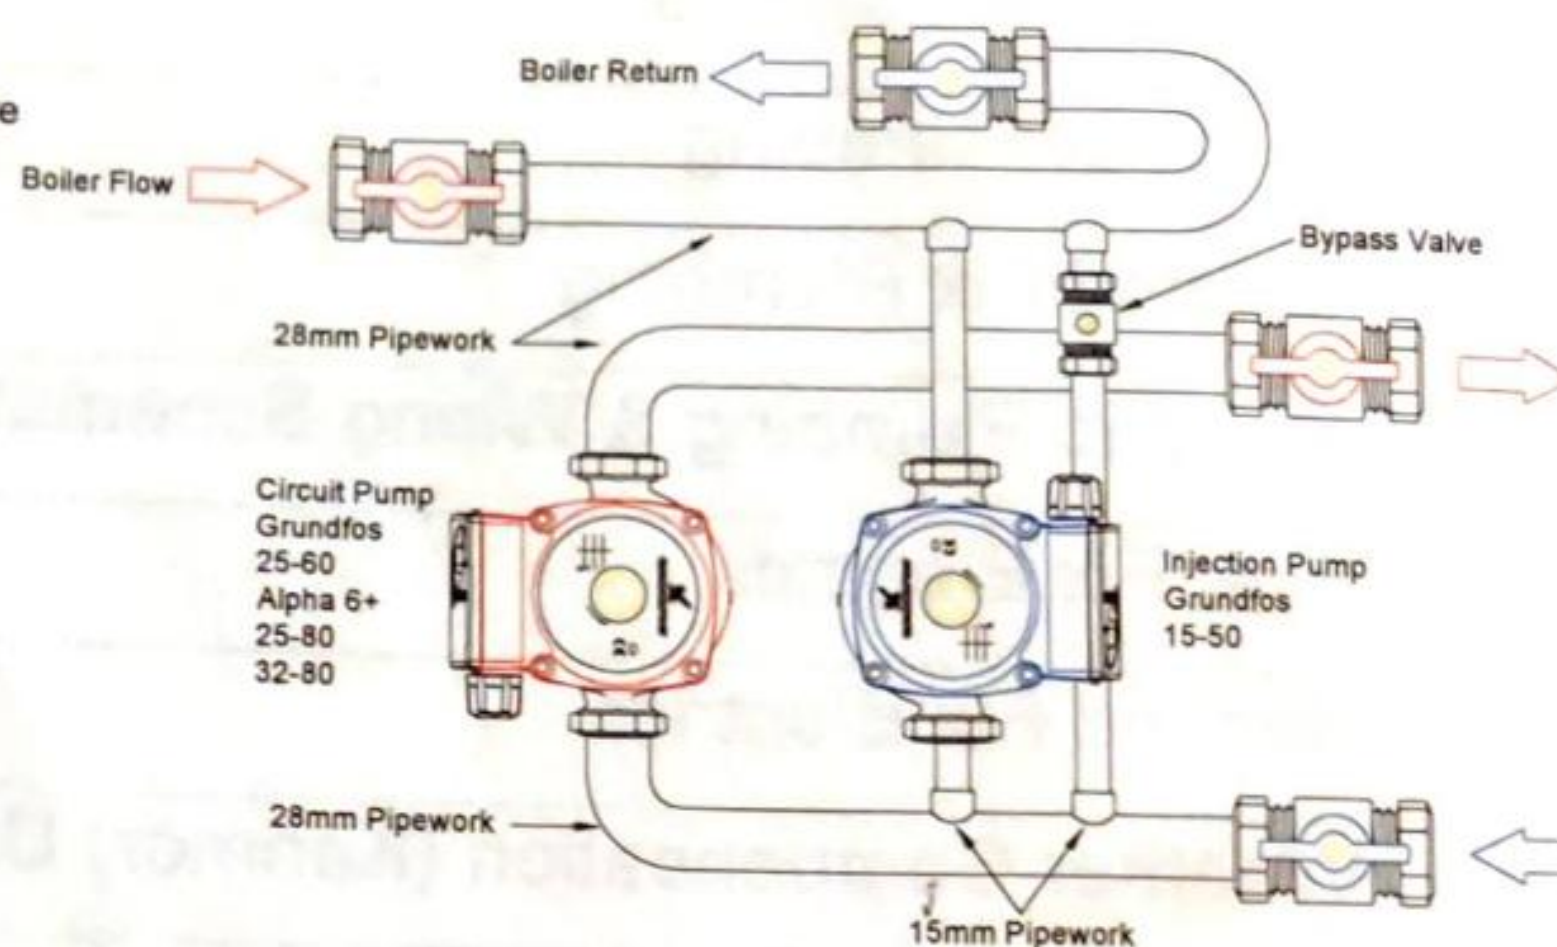 e
Boiler Return
Boiler Flow
Bypass Valve
28mm Pipework
Circuit Pump
Grundfos
25-60
Alpha 6+
25-80
32-80
Injection Pump
Grundfos
15-50
28mm Pipework
15mm Pipework